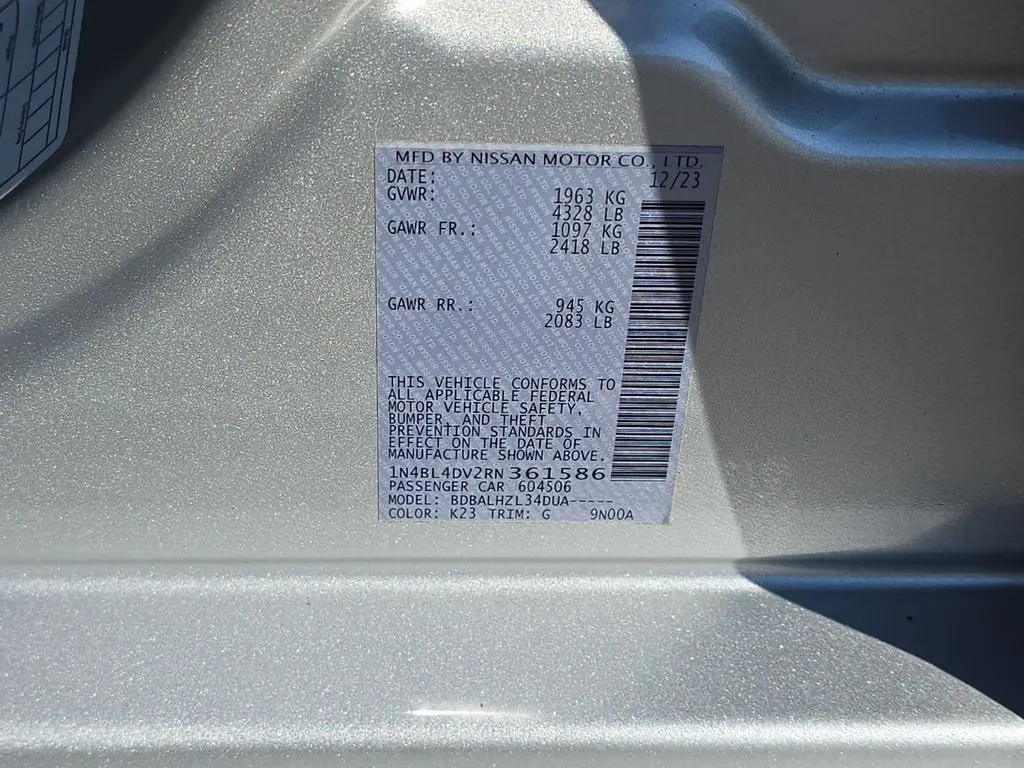 MFD BY NISSAN MOTOR CO., LTD.
DATE: 12/23
GVWR: 1963 KG
4328 LB
GAWR FR.: 1097 KG
2418 LB
GAWR RR.: 945 KG
2083 LB
THIS VEHICLE CONFORMS TO
ALL APPLICABLE FEDERAL
MOTOR VEHICLE SAFETY,
BUMPER, AND THEFT
PREVENTION STANDARDS IN
EFFECT ON THE DATE OF
MANUFACTURE SHOWN ABOVE.
1N4BL4DV2RN361586
PASSENGER CAR 604506
MODEL: BDBALHZL34DUA-----
COLOR: K23 TRIM: G 9N00A